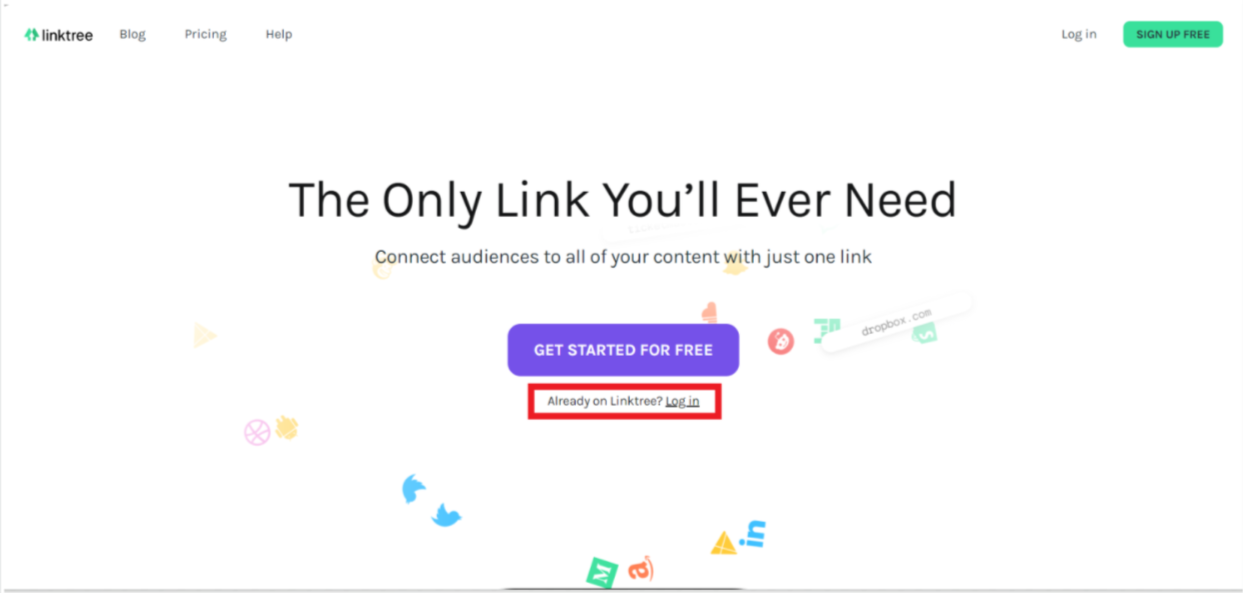 linktree Blog Pricing Help Log in SIGN UP FREE
The Only Link You’ll Ever Need
Connect audiences to all of your content with just one link
dropbox.com
GET STARTED FOR FREE
Already on Linktree? Log in